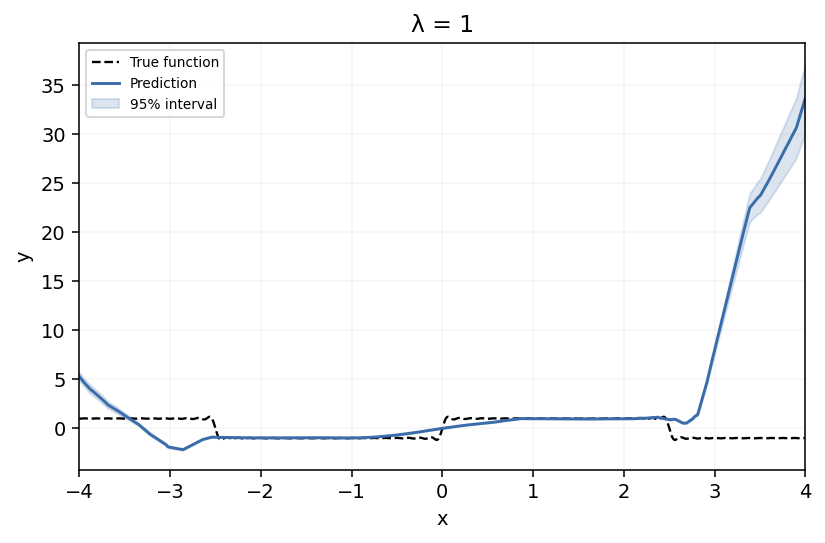 λ = 1
True function
Prediction
95% interval
35
30
25
20
15
10
5
0
y
−4 −3 −2 −1 0 1 2 3 4
x